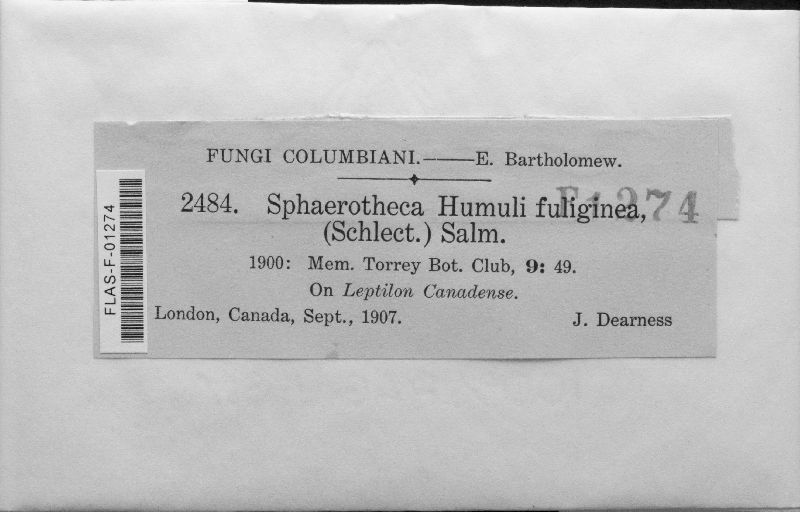 FUNGI COLUMBIANI.———E. Bartholomew.
F1274
2484. Sphaerotheca Humuli fuliginea,
(Schlect.) Salm.
1900: Mem. Torrey Bot. Club, 9: 49.
On Leptilon Canadense.
London, Canada, Sept., 1907. J. Dearness
FLAS-F-01274